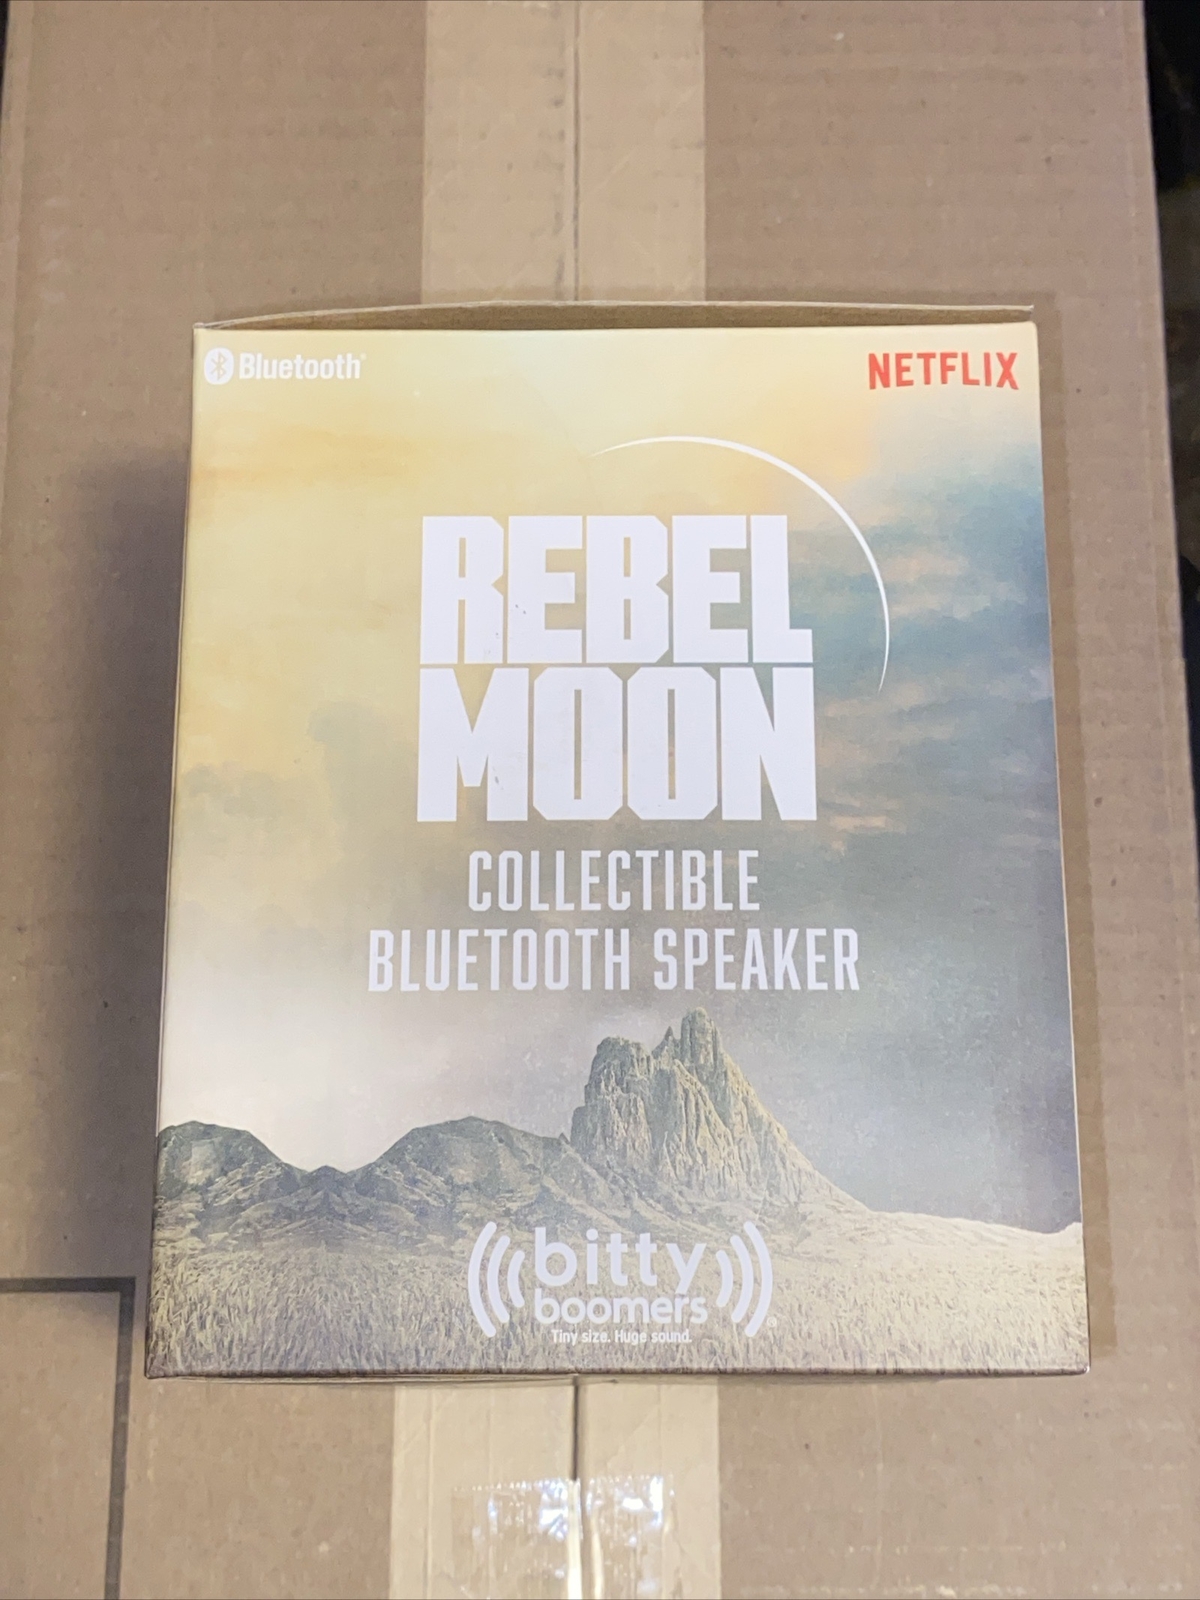 Bluetooth®
NETFLIX
REBEL
MOON
COLLECTIBLE
BLUETOOTH SPEAKER
bitty
boomers®
Tiny size. Huge sound.